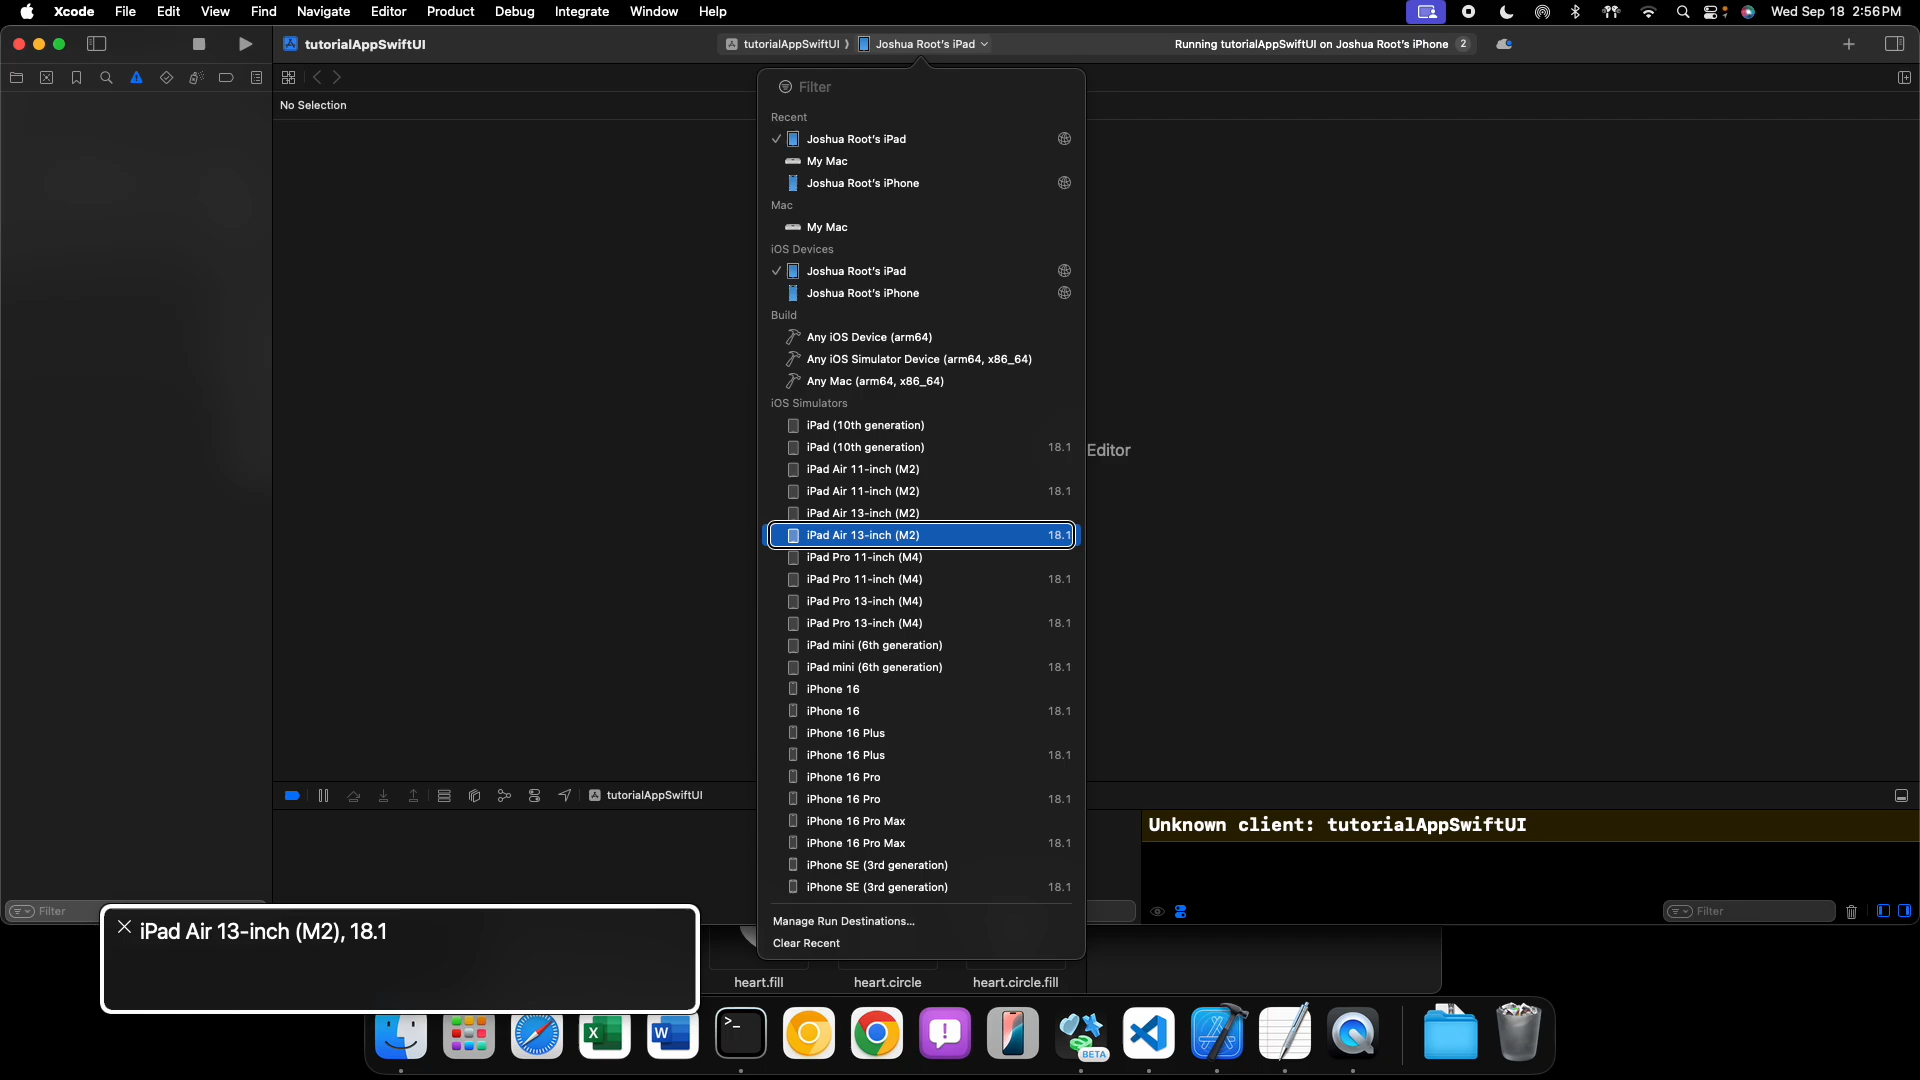 Xcode File Edit View Find Navigate Editor Product Debug Integrate Window Help Wed Sep 18 2:56 PM
tutorialAppSwiftUI tutorialAppSwiftUI Joshua Root's iPad Running tutorialAppSwiftUI on Joshua Root's iPhone 2
No Selection
Filter
Recent
Joshua Root's iPad
My Mac
Joshua Root's iPhone
Mac
My Mac
iOS Devices
Joshua Root's iPad
Joshua Root's iPhone
Build
Any iOS Device (arm64)
Any iOS Simulator Device (arm64, x86_64)
Any Mac (arm64, x86_64)
iOS Simulators
iPad (10th generation)
iPad (10th generation) 18.1
iPad Air 11-inch (M2)
iPad Air 11-inch (M2) 18.1
iPad Air 13-inch (M2)
iPad Air 13-inch (M2) 18.1
iPad Pro 11-inch (M4)
iPad Pro 11-inch (M4) 18.1
iPad Pro 13-inch (M4)
iPad Pro 13-inch (M4) 18.1
iPad mini (6th generation)
iPad mini (6th generation) 18.1
iPhone 16
iPhone 16 18.1
iPhone 16 Plus
iPhone 16 Plus 18.1
iPhone 16 Pro
iPhone 16 Pro 18.1
iPhone 16 Pro Max
iPhone 16 Pro Max 18.1
iPhone SE (3rd generation)
iPhone SE (3rd generation) 18.1
Manage Run Destinations...
Clear Recent
Editor
tutorialAppSwiftUI
Unknown client: tutorialAppSwiftUI
Filter
Filter
iPad Air 13-inch (M2), 18.1
heart.fill heart.circle heart.circle.fill
BETA